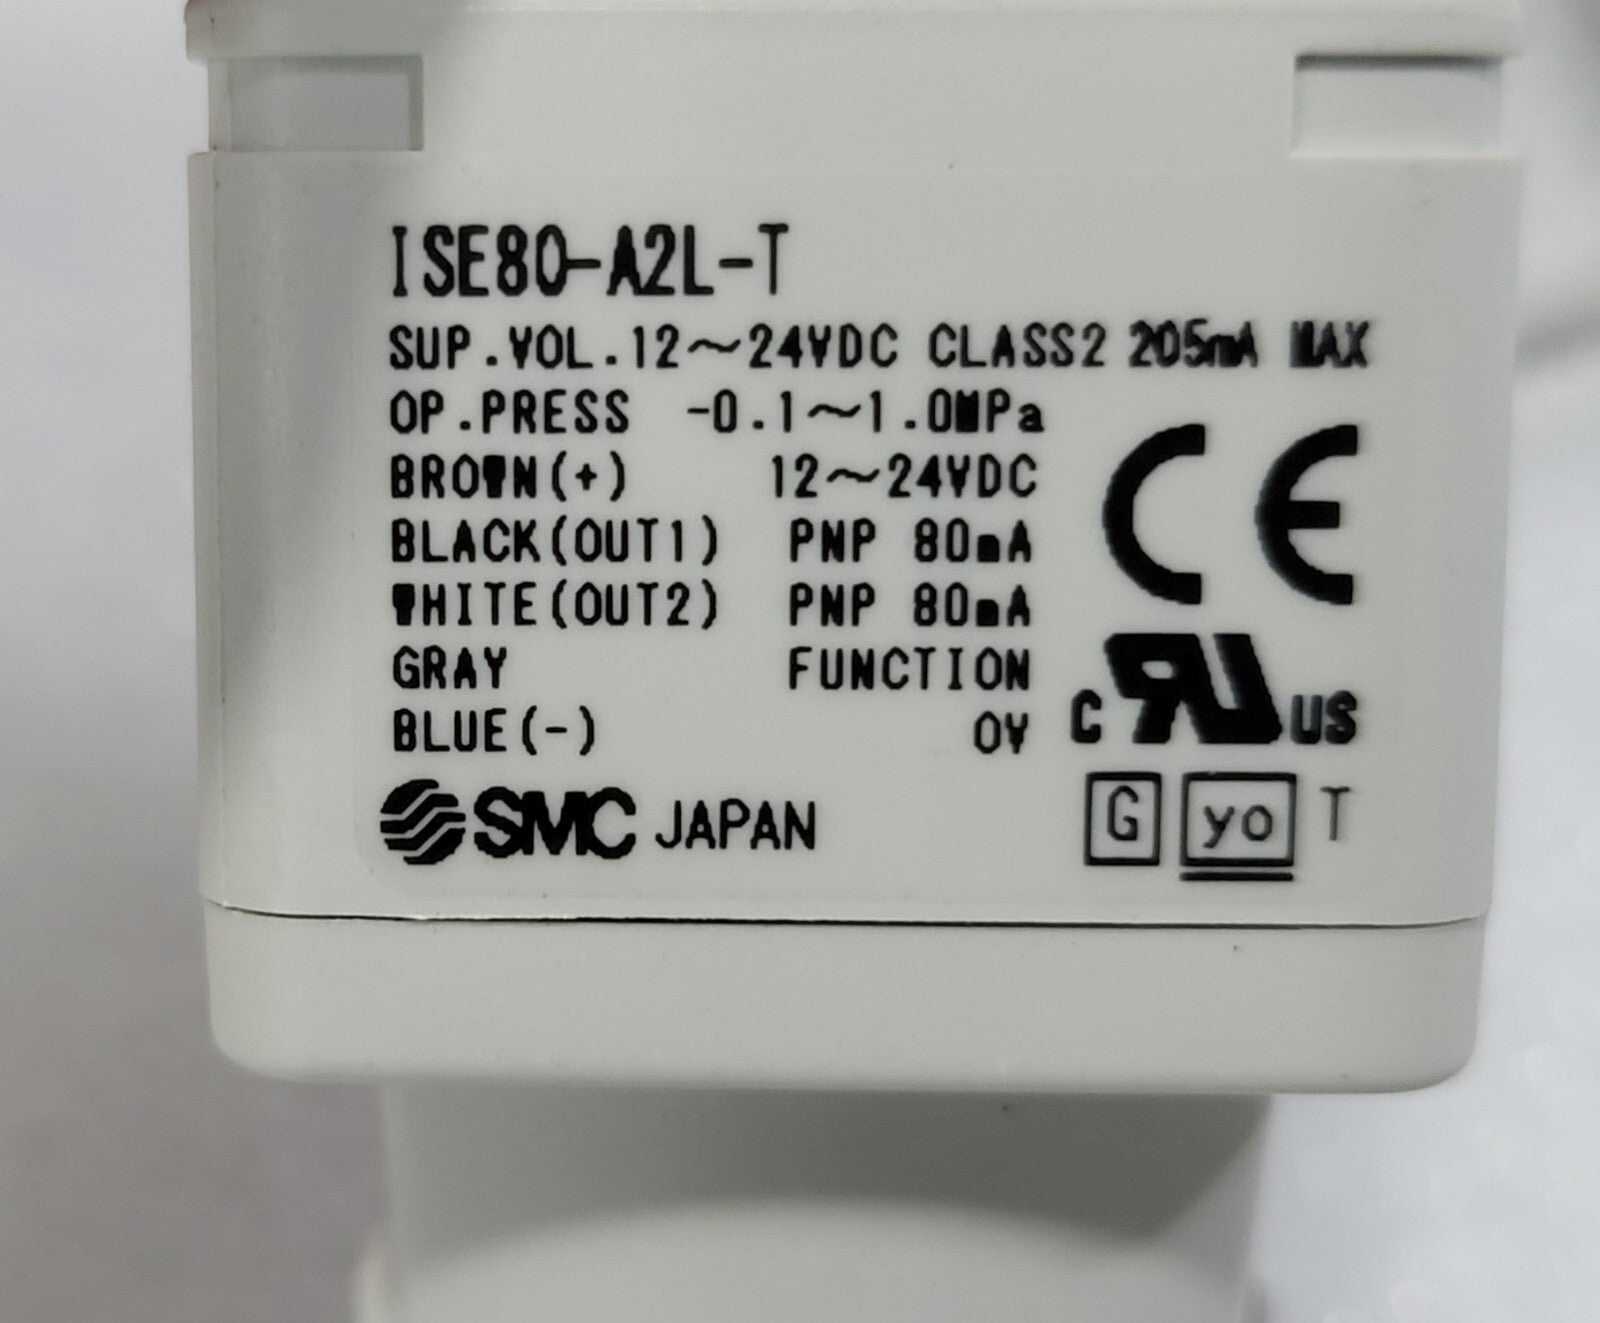 ISE80-A2L-T
SUP.VOL.12～24VDC CLASS2 205mA MAX
OP.PRESS -0.1～1.0MPa
BROWN(+) 12～24VDC
BLACK(OUT1) PNP 80mA
WHITE(OUT2) PNP 80mA
GRAY FUNCTION
BLUE(-) 0V
CE
C RU US
SMC JAPAN
G yo T